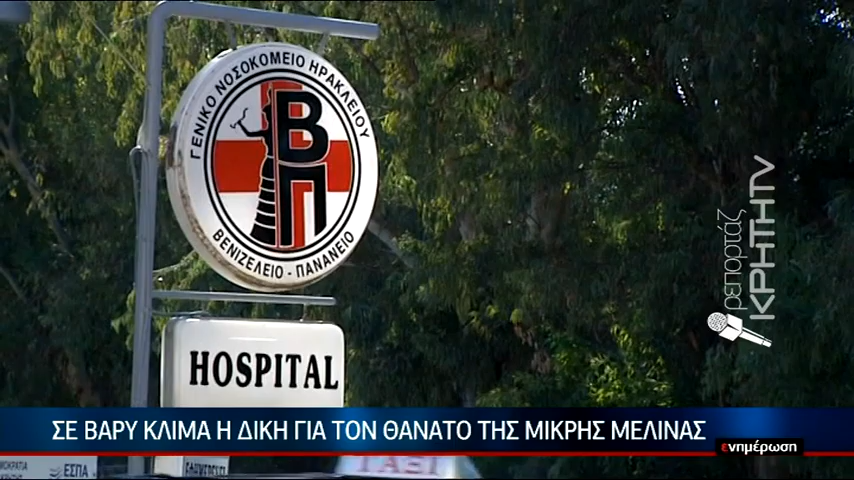 ΓΕΝΙΚΟ ΝΟΣΟΚΟΜΕΙΟ ΗΡΑΚΛΕΙΟΥ
Β
Π
ΒΕΝΙΖΕΛΕΙΟ - ΠΑΝΑΝΕΙΟ
ρεπορτάζ
ΚΡΗΤΗTV
HOSPITAL
ΣΕ ΒΑΡΥ ΚΛΙΜΑ Η ΔΙΚΗ ΓΙΑ ΤΟΝ ΘΑΝΑΤΟ ΤΗΣ ΜΙΚΡΗΣ ΜΕΛΙΝΑΣ
ενημέρωση
ΕΣΠΑ
ΤΑΞΙ